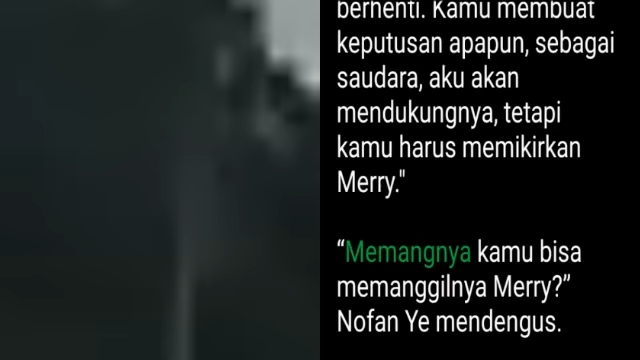 berhenti. Kamu membuat
keputusan apapun, sebagai
saudara, aku akan
mendukungnya, tetapi
kamu harus memikirkan
Merry."
“Memangnya kamu bisa
memanggilnya Merry?”
Nofan Ye mendengus.